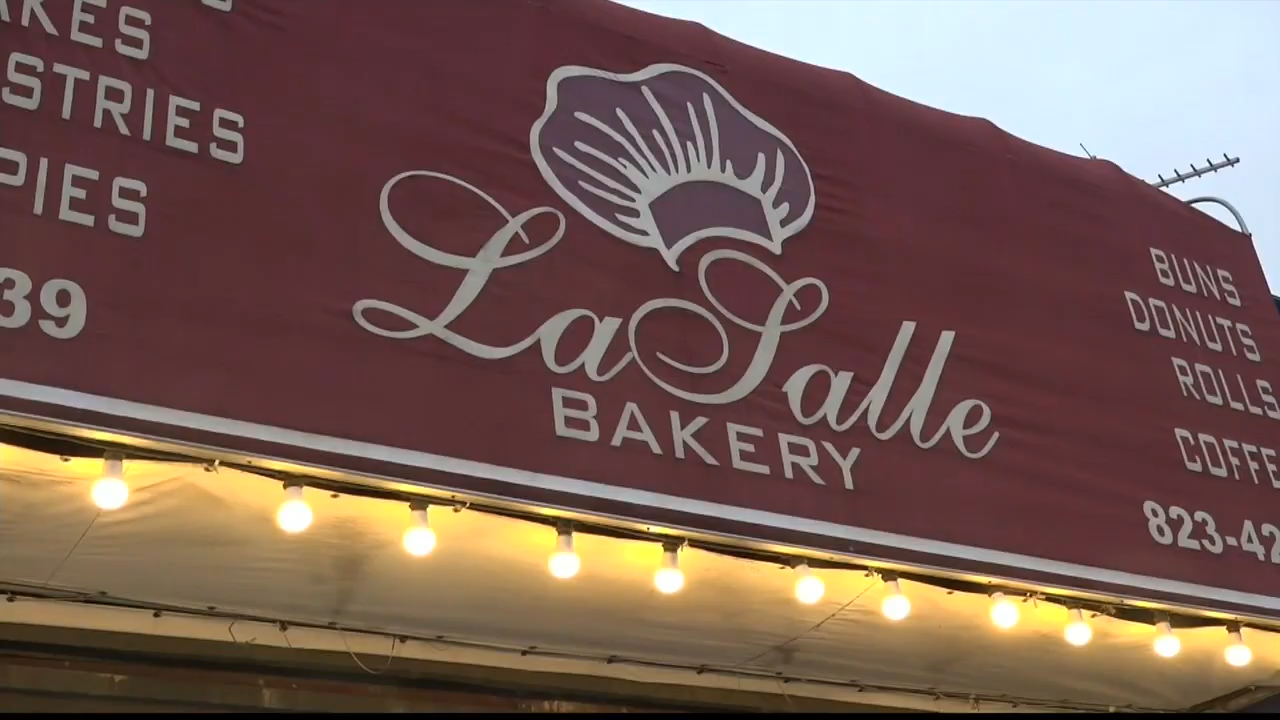 AKES
STRIES
PIES
39
LaSalle
BAKERY
BUNS
DONUTS
ROLLS
COFFE
823-42